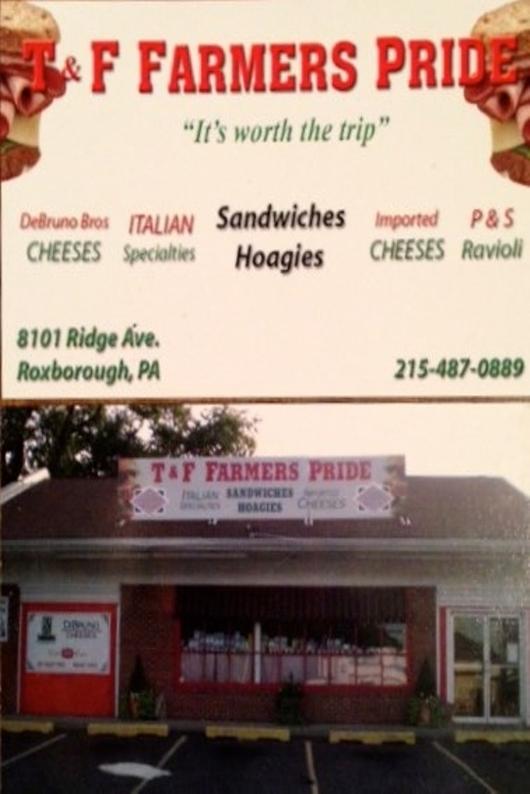 T & F FARMERS PRIDE
"It's worth the trip"
DeBruno Bros ITALIAN Sandwiches Imported P & S
CHEESES Specialties Hoagies CHEESES Ravioli
8101 Ridge Ave.
Roxborough, PA 215-487-0889
T & F FARMERS PRIDE
ITALIAN SANDWICHES IMPORTED
SPECIALTIES HOAGIES CHEESES
DIBRUNO
CHEESES